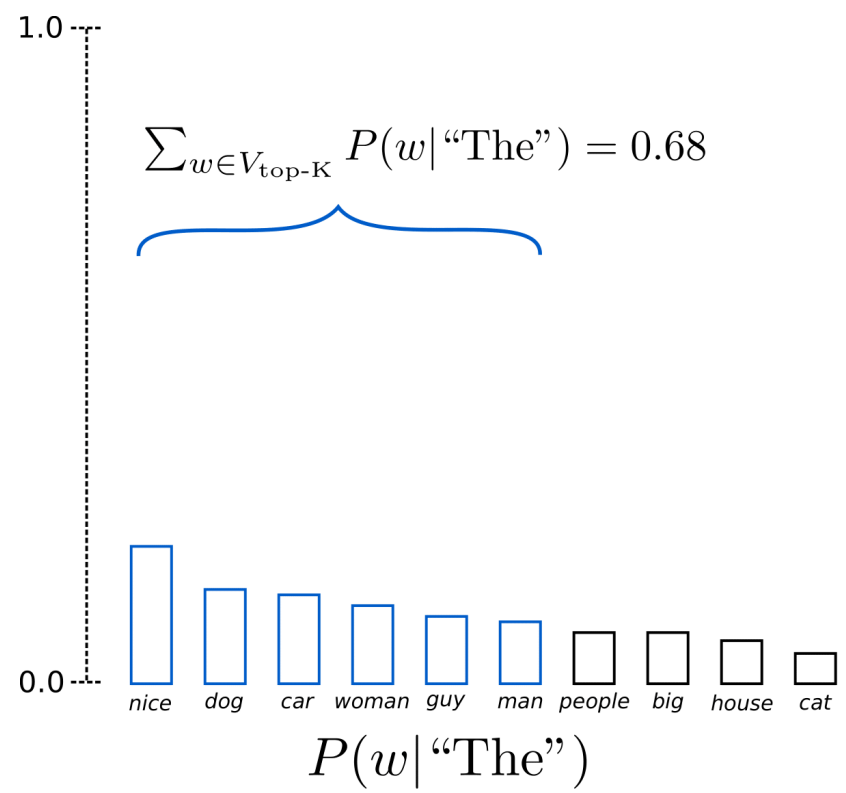 1.0
∑w∈Vtop-K P(w|“The”) = 0.68
0.0
nice dog car woman guy man people big house cat
P(w|“The”)